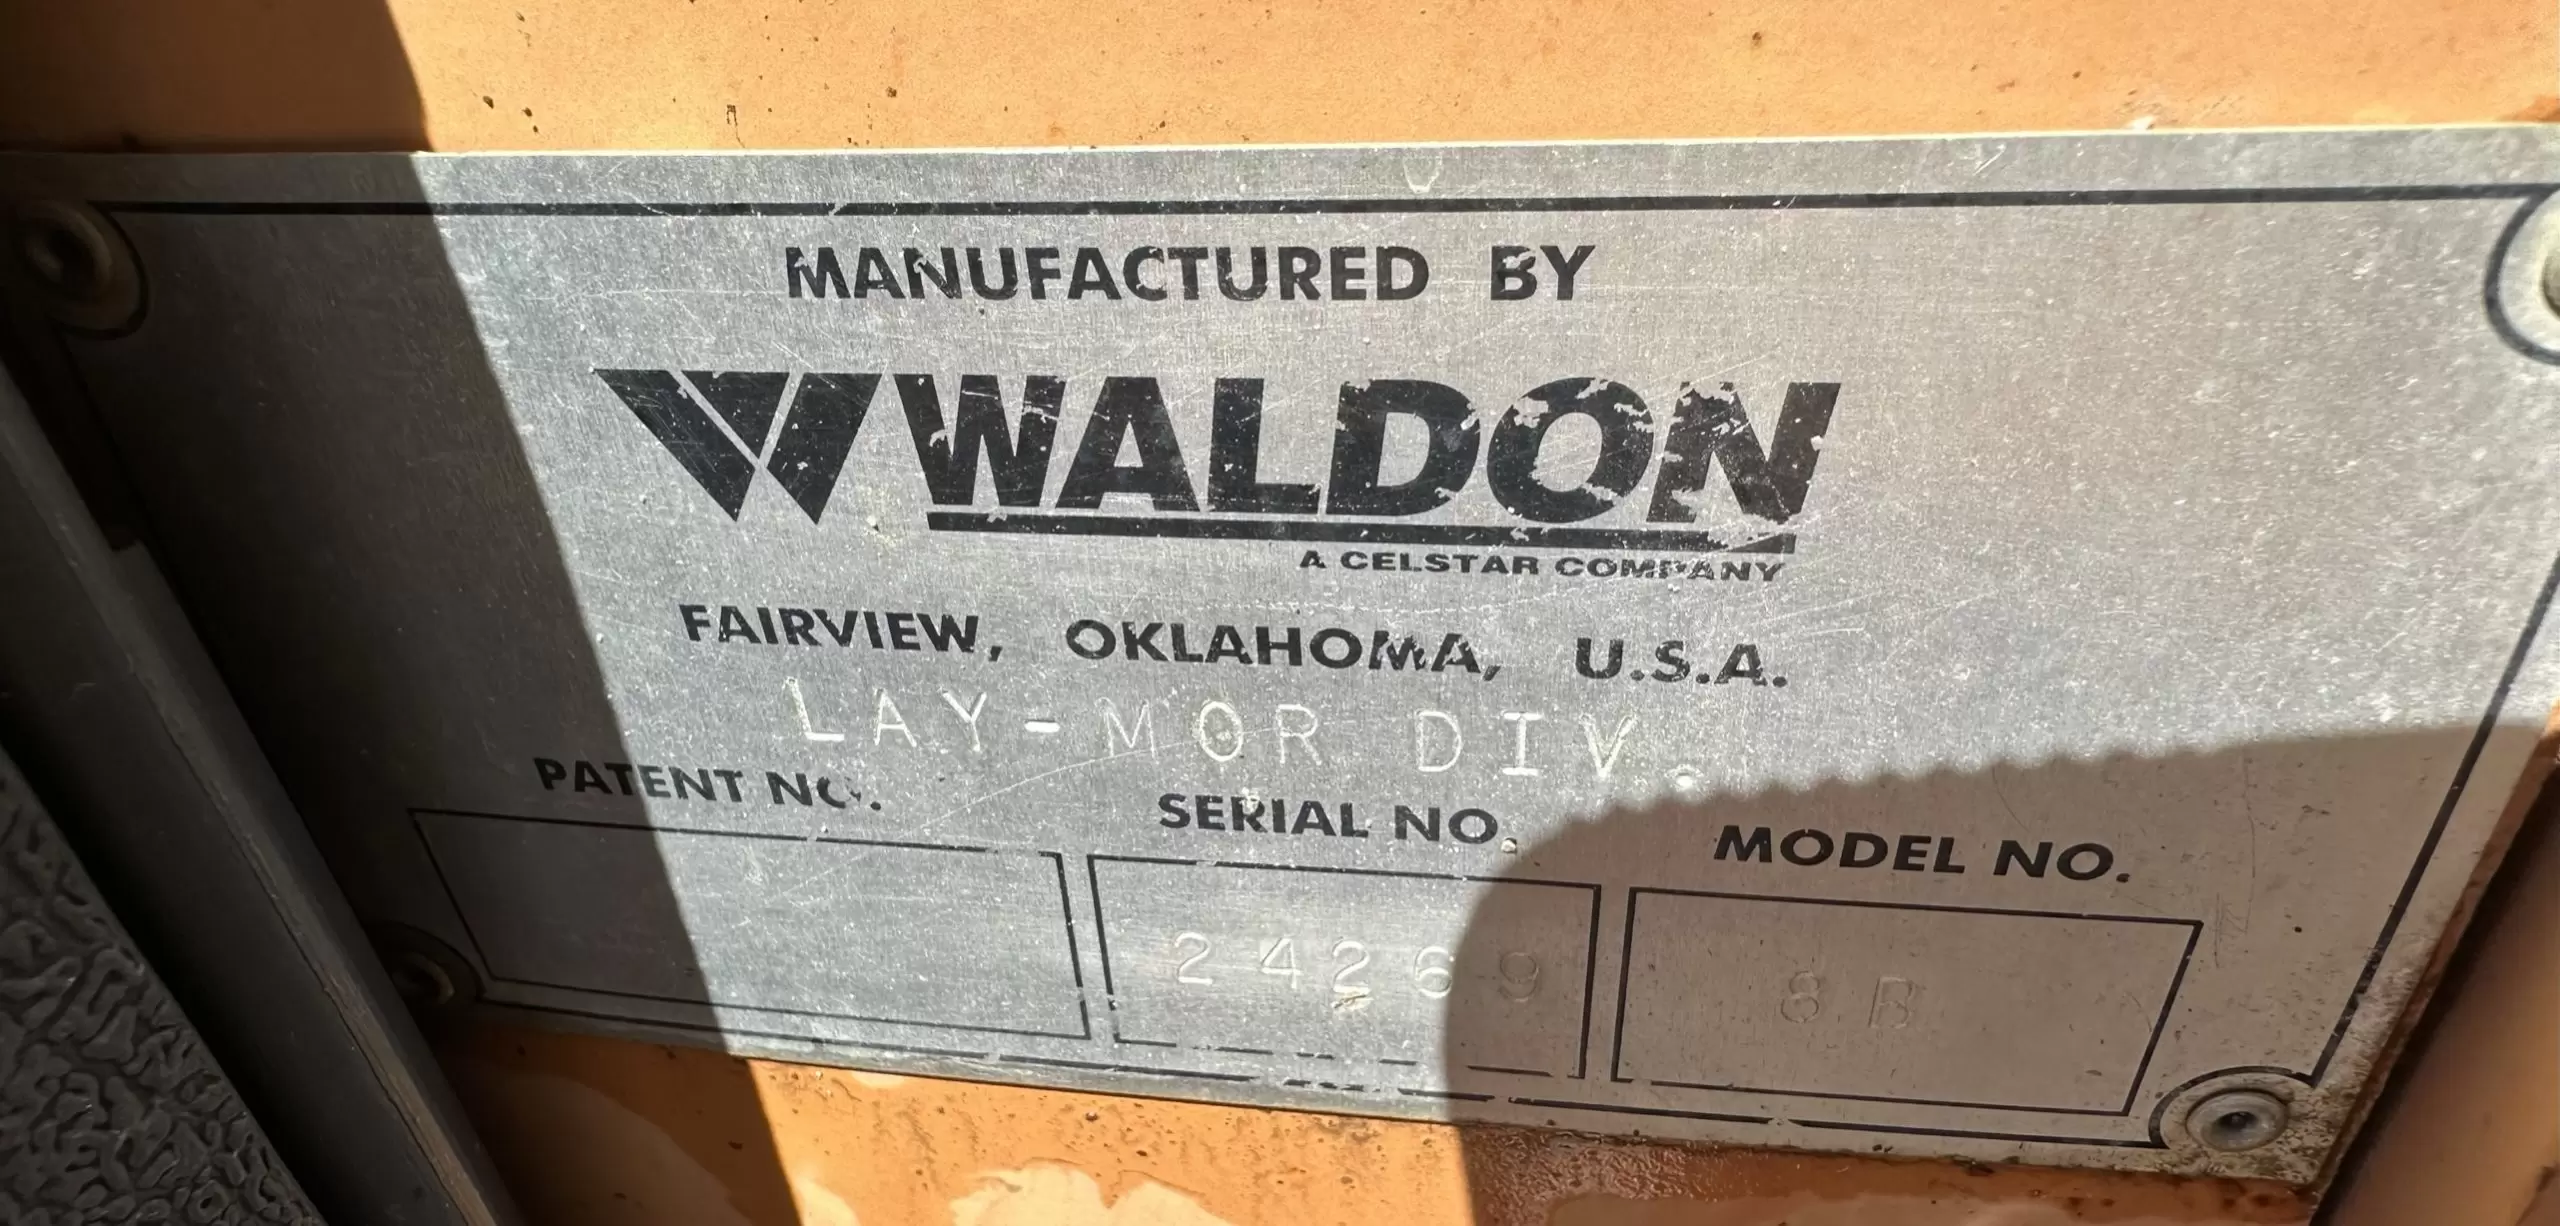 MANUFACTURED BY
WALDON
A CELSTAR COMPANY
FAIRVIEW, OKLAHOMA, U.S.A.
LAY-MOR DIV.
PATENT NO. SERIAL NO. MODEL NO.
24269 8B